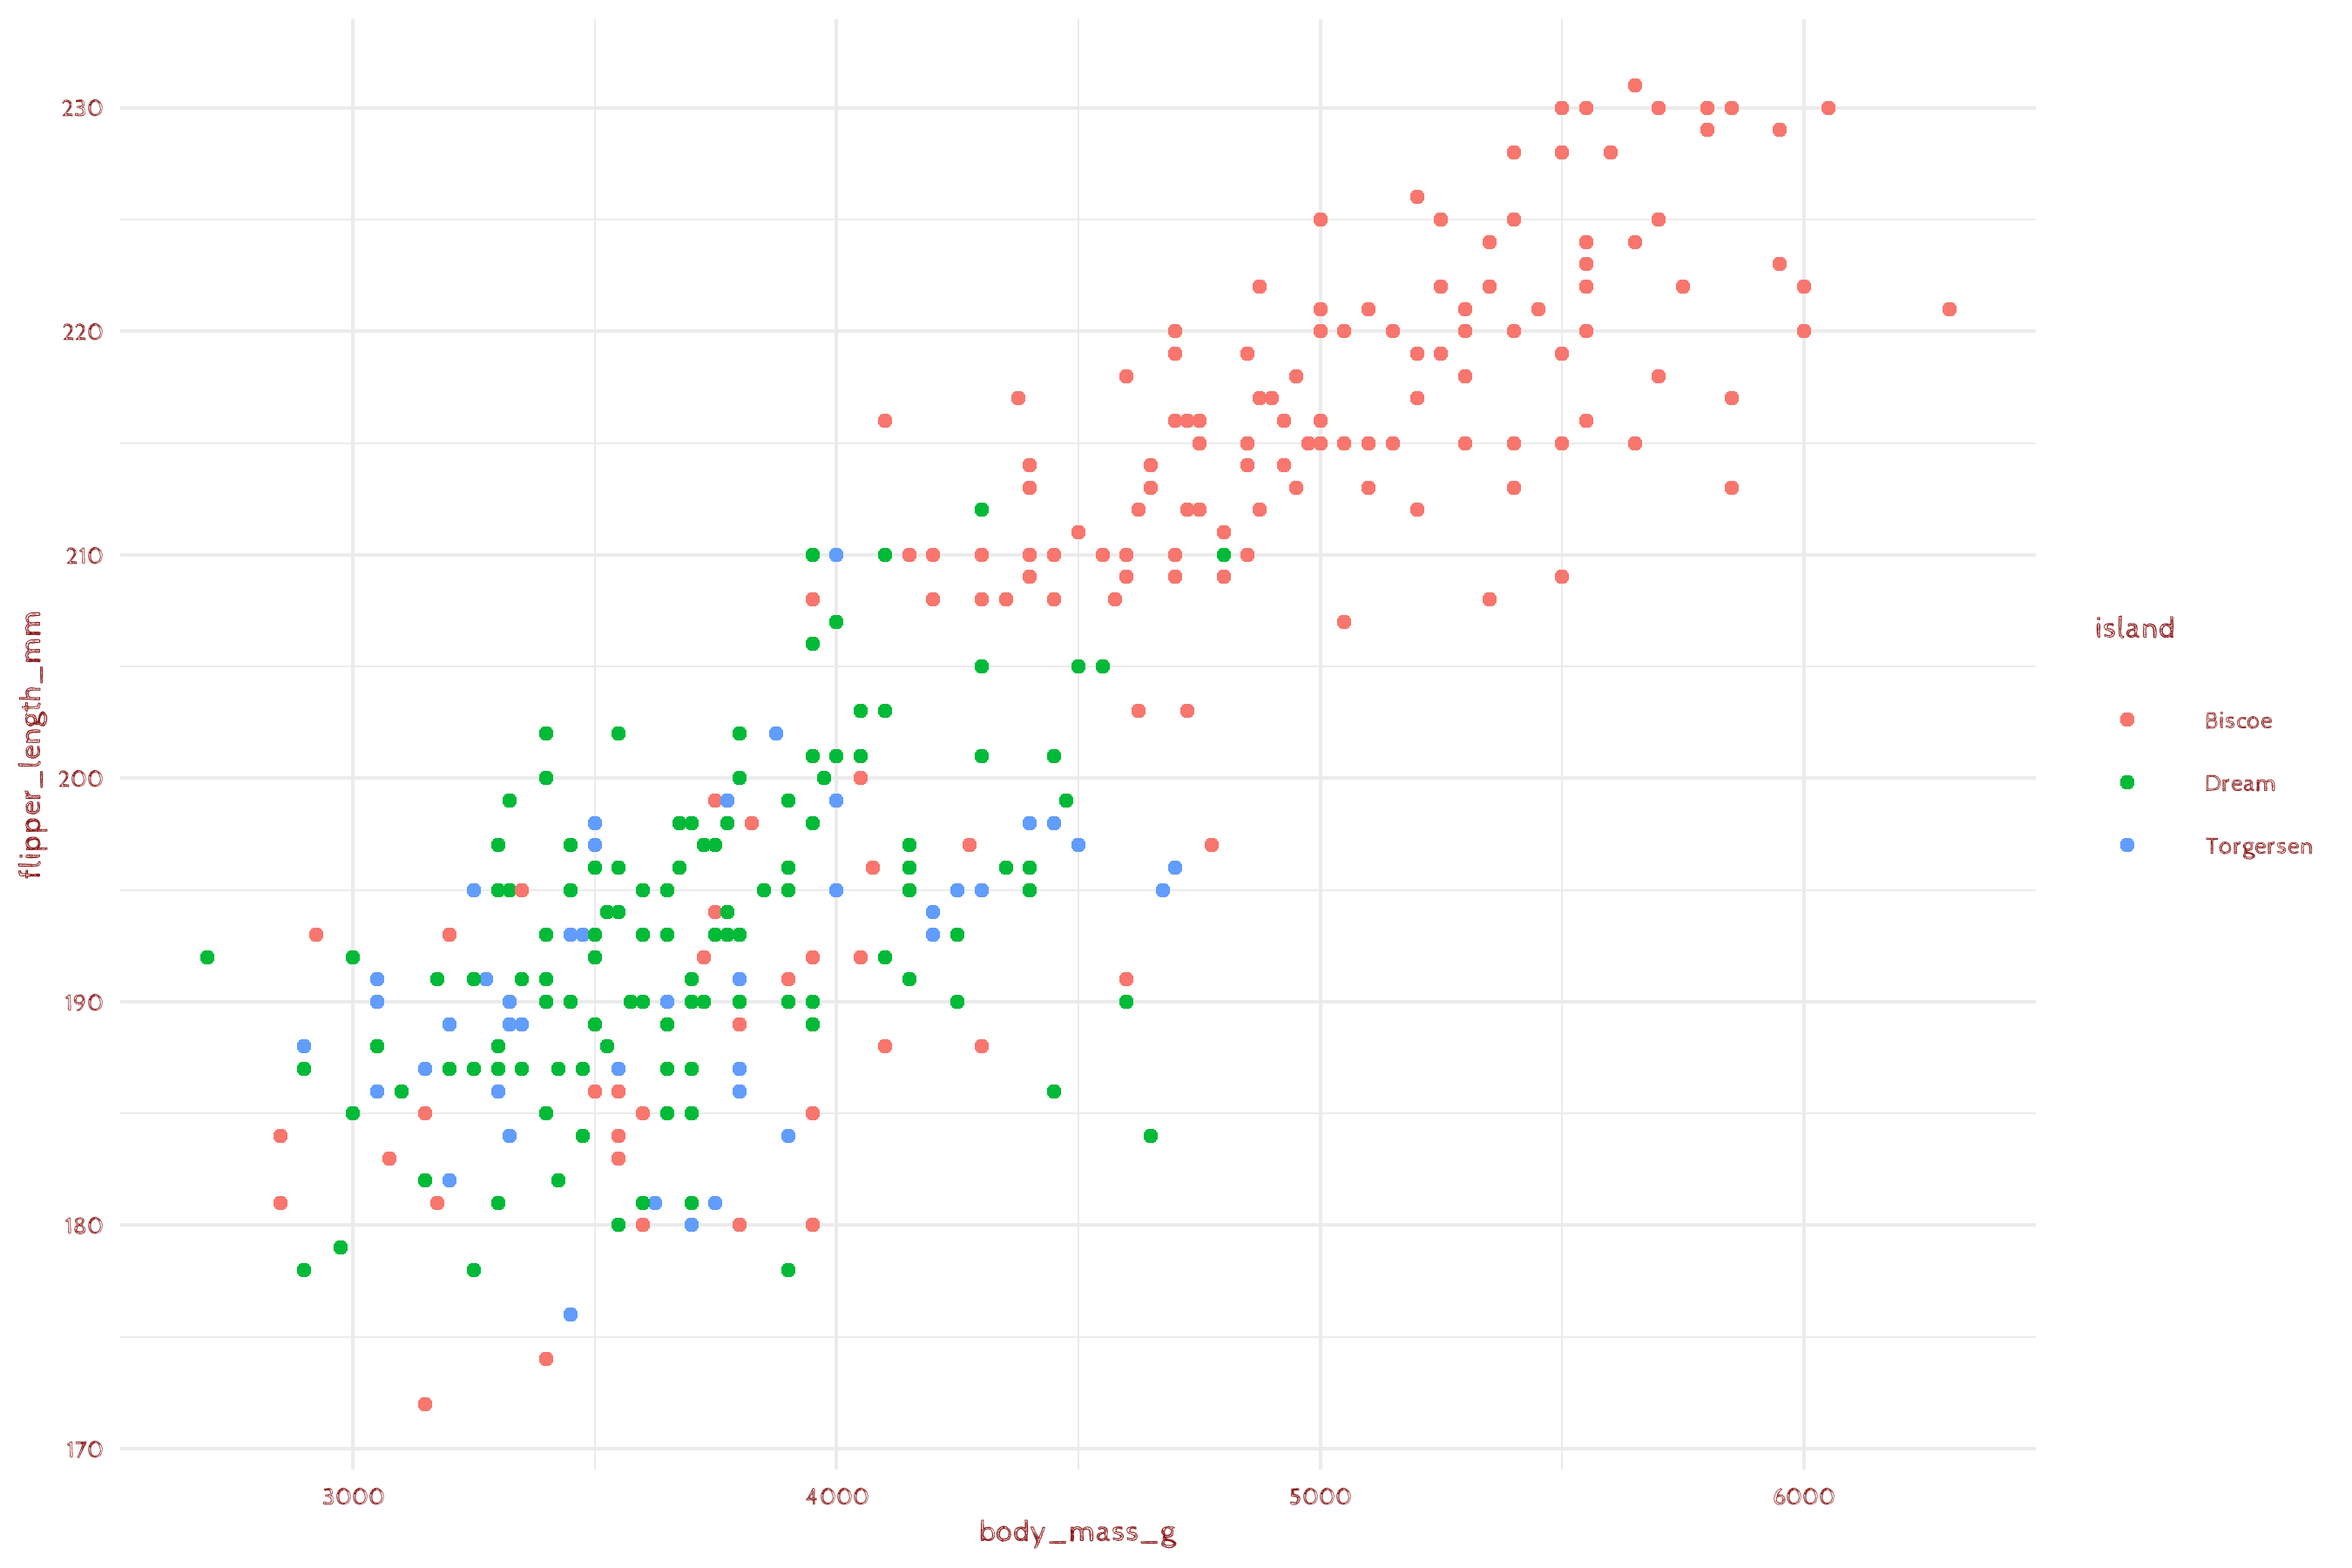 230
220
210
200
190
180
170
flipper_length_mm
3000
4000
5000
6000
body_mass_g
island
Biscoe
Dream
Torgersen